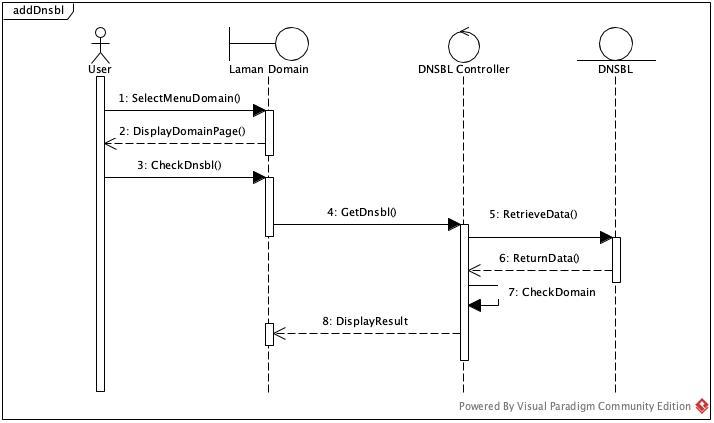 addDnsbl
User
Laman Domain
DNSBL Controller
DNSBL
1: SelectMenuDomain()
2: DisplayDomainPage()
3: CheckDnsbl()
4: GetDnsbl()
5: RetrieveData()
6: ReturnData()
7: CheckDomain
8: DisplayResult
Powered By Visual Paradigm Community Edition